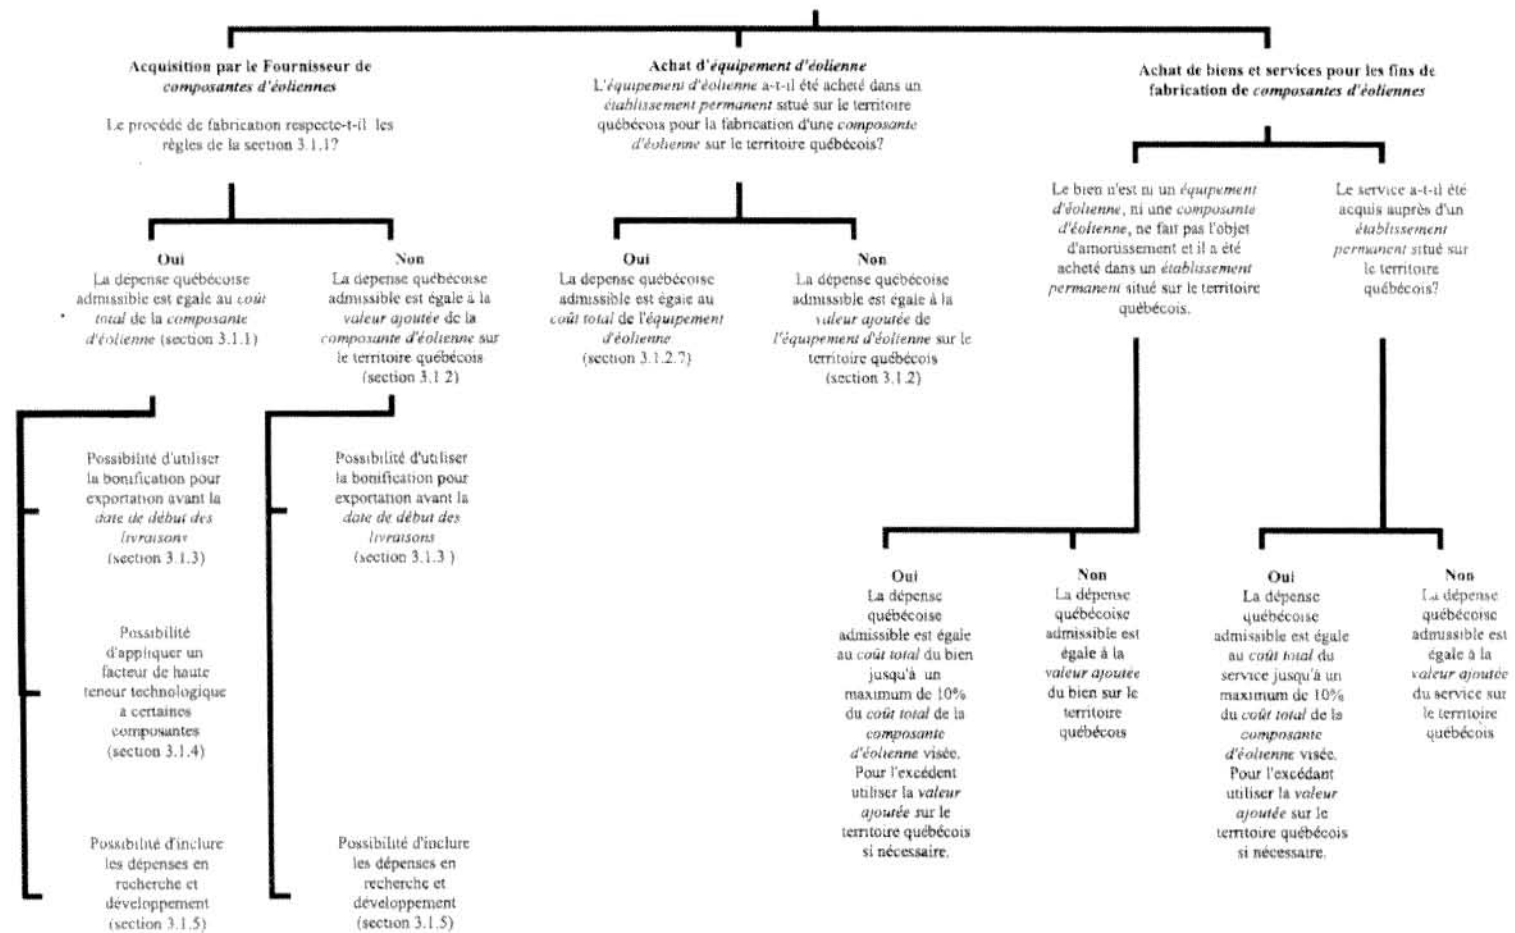 Acquisition par le Fournisseur de
composantes d'éoliennes
Le procédé de fabrication respecte-t-il les
règles de la section 3.1.1?
Oui
La dépense québécoise
admissible est égale au coût
total de la composante
d'éolienne (section 3.1.1)
Non
La dépense québécoise
admissible est égale à la
valeur ajoutée de la
composante d'éolienne sur
le territoire québécois
(section 3.1 2)
Possibilité d'utiliser
la bonification pour
exportation avant la
date de début des
livraisons
(section 3.1.3)
Possibilité
d'appliquer un
facteur de haute
teneur technologique
à certaines
composantes
(section 3.1.4)
Possibilité d'inclure
les dépenses en
recherche et
développement
(section 3.1.5)
Possibilité d'utiliser
la bonification pour
exportation avant la
date de début des
livraisons
(section 3.1.3 )
Possibilité d'inclure
les dépenses en
recherche et
développement
(section 3.1.5)
Achat d'équipement d'éolienne
L'équipement d'éolienne a-t-il été acheté dans un
établissement permanent situé sur le territoire
québécois pour la fabrication d'une composante
d'éolienne sur le territoire québécois?
Oui
La dépense québécoise
admissible est égale au
coût total de l'équipement
d'éolienne
(section 3.1.2.7)
Non
La dépense québécoise
admissible est égale à la
valeur ajoutée de
l'équipement d'éolienne sur le
territoire québécois
(section 3.1.2)
Achat de biens et services pour les fins de
fabrication de composantes d'éoliennes
Le bien n'est ni un équipement
d'éolienne, ni une composante
d'éolienne, ne fait pas l'objet
d'amortissement et il a été
acheté dans un établissement
permanent situé sur le territoire
québécois.
Oui
La dépense
québécoise
admissible est égale
au coût total du bien
jusqu'à un
maximum de 10%
du coût total de la
composante
d'éolienne visée.
Pour l'excédent
utiliser la valeur
ajoutée sur le
territoire québécois
si nécessaire.
Non
La dépense
québécoise
admissible est
égale à la
valeur ajoutée
du bien sur le
territoire
québécois
Le service a-t-il été
acquis auprès d'un
établissement
permanent situé sur
le territoire
québécois?
Oui
La dépense
québécoise
admissible est égale
au coût total du
service jusqu'à un
maximum de 10%
du coût total de la
composante
d'éolienne visée.
Pour l'excédant
utiliser la valeur
ajoutée sur le
territoire québécois
si nécessaire.
Non
La dépense
québécoise
admissible est
égale à la
valeur ajoutée
du service sur
le territoire
québécois